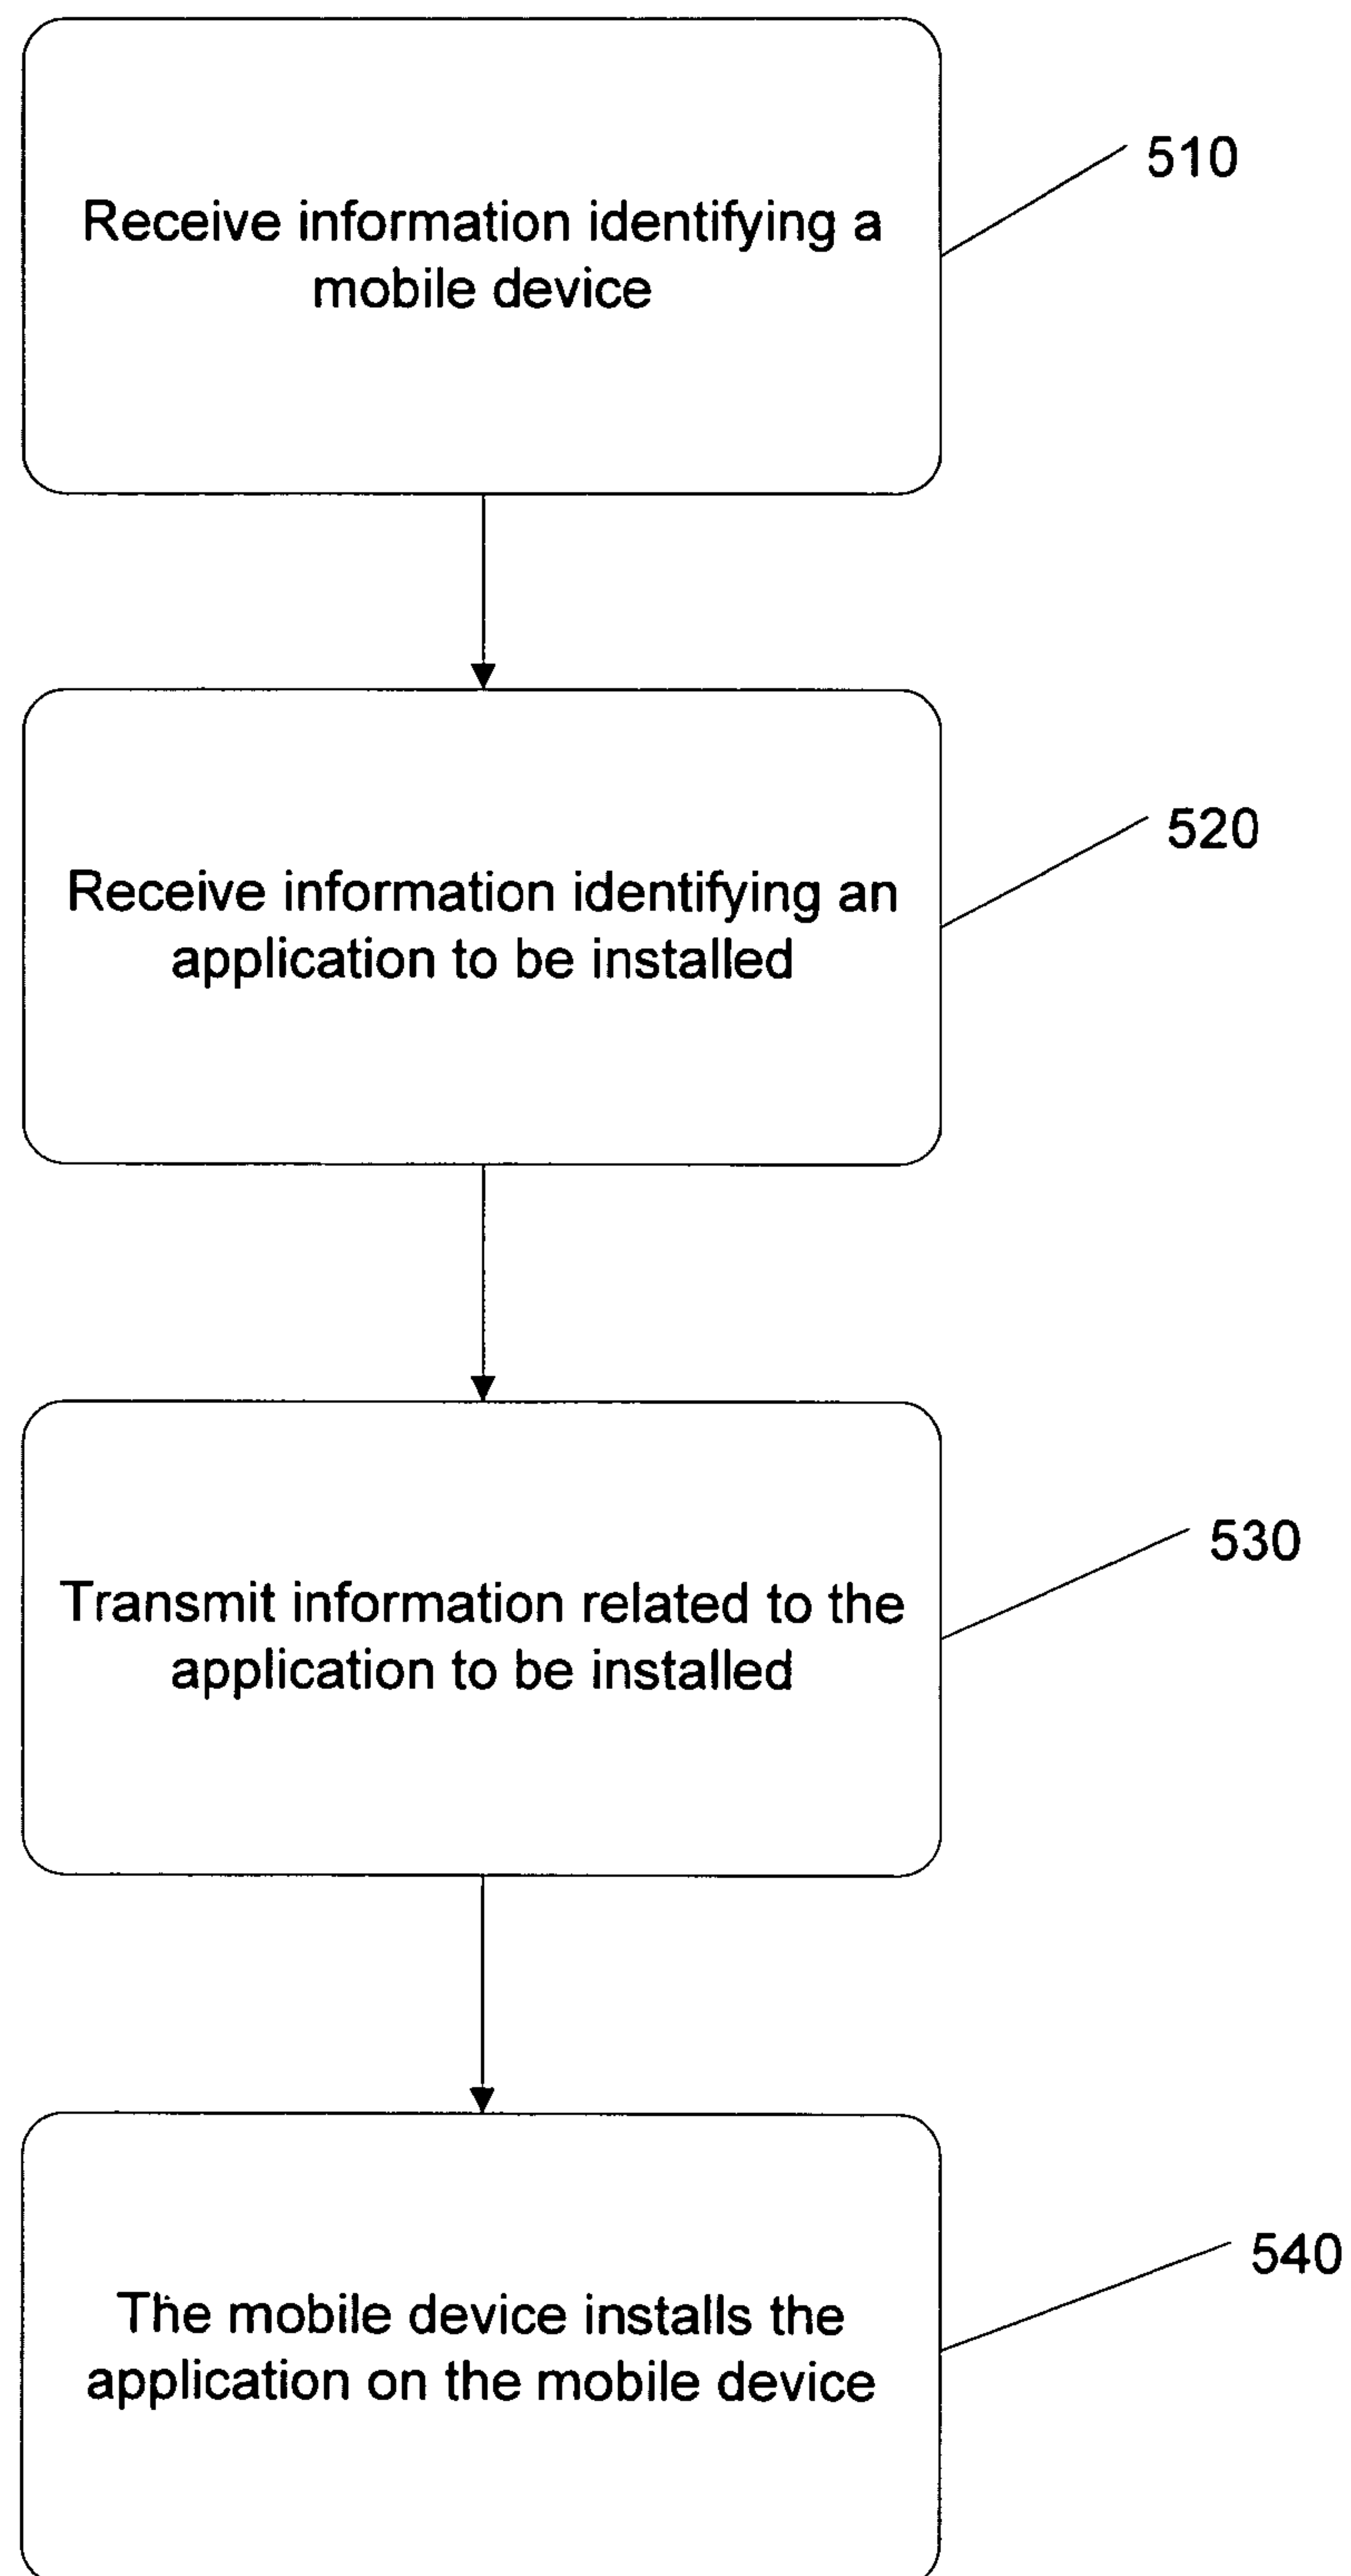 Receive information identifying a
mobile device
510
Receive information identifying an
application to be installed
520
Transmit information related to the
application to be installed
530
The mobile device installs the
application on the mobile device
540